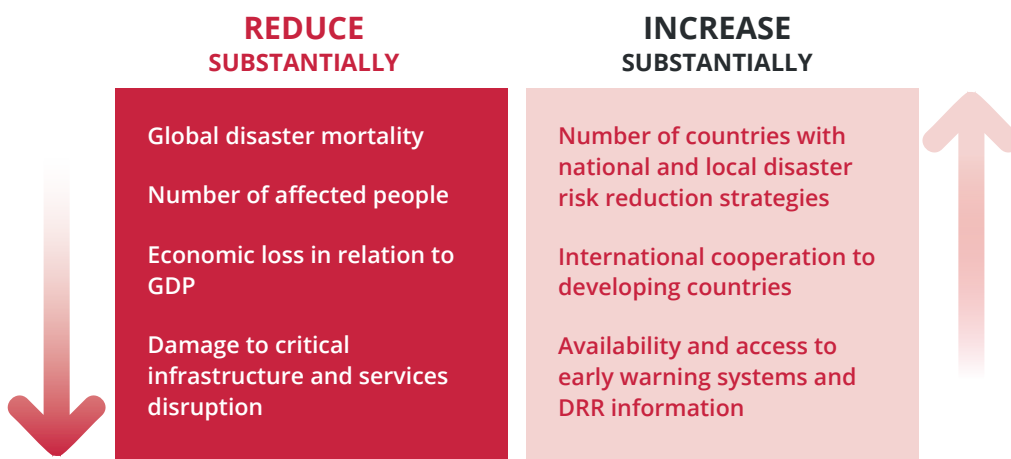 REDUCE
SUBSTANTIALLY
Global disaster mortality
Number of affected people
Economic loss in relation to
GDP
Damage to critical
infrastructure and services
disruption
INCREASE
SUBSTANTIALLY
Number of countries with
national and local disaster
risk reduction strategies
International cooperation to
developing countries
Availability and access to
early warning systems and
DRR information